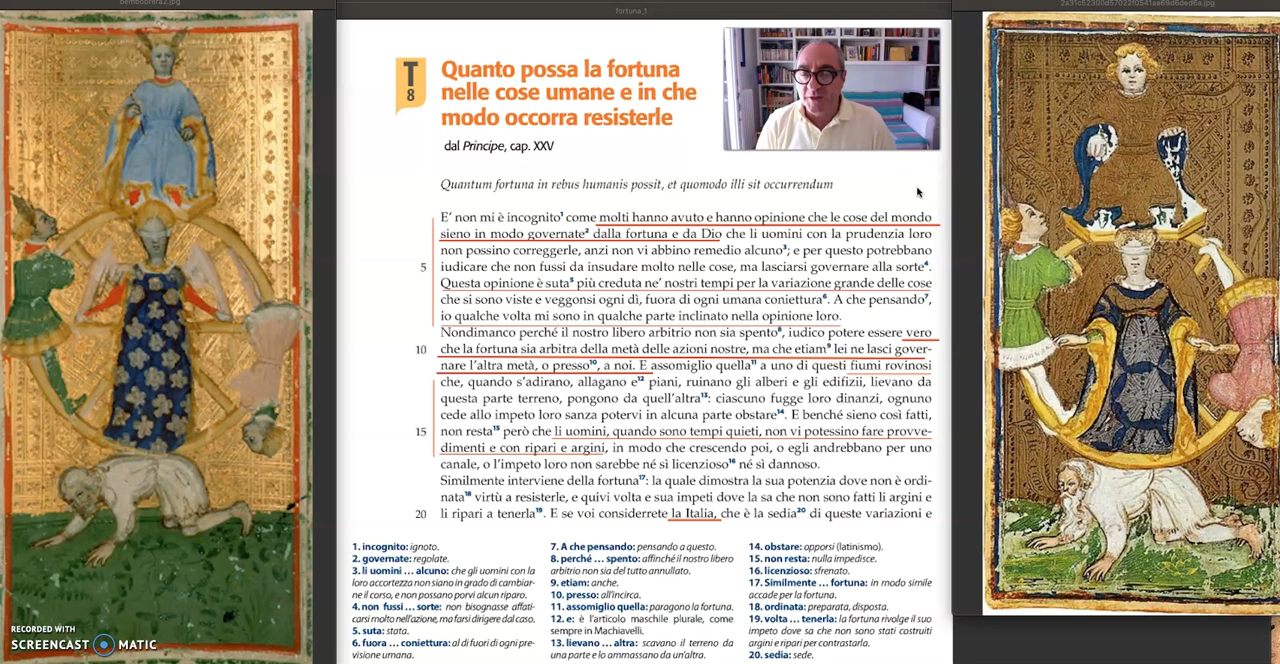 bembobrera2.jpg
fortuna_1
T
8
Quanto possa la fortuna
nelle cose umane e in che
modo occorra resisterle
dal Principe, cap. XXV
Quantum fortuna in rebus humanis possit, et quomodo illi sit occurrendum
E' non mi è incognito¹ come molti hanno avuto e hanno opinione che le cose del mondo
sieno in modo governate² dalla fortuna e da Dio che li uomini con la prudenzia loro
non possino correggerle, anzi non vi abbino remedio alcuno³; e per questo potrebbano
5 iudicare che non fussi da insudare molto nelle cose, ma lasciarsi governare alla sorte⁴.
Questa opinione è suta⁵ più creduta ne' nostri tempi per la variazione grande delle cose
che si sono viste e veggonsi ogni dì, fuora di ogni umana coniettura⁶. A che pensando⁷,
io qualche volta mi sono in qualche parte inclinato nella opinione loro.
Nondimanco perché il nostro libero arbitrio non sia spento⁸, iudico potere essere vero
10 che la fortuna sia arbitra della metà delle azioni nostre, ma che etiam⁹ lei ne lasci gover-
nare l'altra metà, o presso¹⁰, a noi. E assomiglio quella¹¹ a uno di questi fiumi rovinosi
che, quando s'adirano, allagano e¹² piani, ruinano gli alberi e gli edifizii, lievano da
questa parte terreno, pongono da quell'altra¹³: ciascuno fugge loro dinanzi, ognuno
cede allo impeto loro sanza potervi in alcuna parte obstare¹⁴. E benché sieno così fatti,
15 non resta¹⁵ però che li uomini, quando sono tempi quieti, non vi potessino fare provve-
dimenti e con ripari e argini, in modo che crescendo poi, o egli andrebbano per uno
canale, o l'impeto loro non sarebbe né sì licenzioso¹⁶ né sì dannoso.
Similmente interviene della fortuna¹⁷: la quale dimostra la sua potenzia dove non è ordi-
nata¹⁸ virtù a resisterle, e quivi volta e sua impeti dove la sa che non sono fatti li argini e
20 li ripari a tenerla¹⁹. E se voi considerrete la Italia, che è la sedia²⁰ di queste variazioni e
1. incognito: ignoto.
2. governate: regolate.
3. li uomini ... alcuno: che gli uomini con la
loro accortezza non siano in grado di cambiar-
ne il corso, e non possano porvi alcun riparo.
4. non fussi ... sorte: non bisognasse affati-
carsi molto nell'azione, ma farsi dirigere dal caso.
5. suta: stata.
6. fuora ... coniettura: al di fuori di ogni pre-
visione umana.
7. A che pensando: pensando a questo.
8. perché ... spento: affinché il nostro libero
arbitrio non sia del tutto annullato.
9. etiam: anche.
10. presso: all'incirca.
11. assomiglio quella: paragono la fortuna.
12. e: è l'articolo maschile plurale, come
sempre in Machiavelli.
13. lievano ... altra: scavano il terreno da
una parte e lo ammassano da un'altra.
14. obstare: opporsi (latinismo).
15. non resta: nulla impedisce.
16. licenzioso: sfrenato.
17. Similmente ... fortuna: in modo simile
accade per la fortuna.
18. ordinata: preparata, disposta.
19. volta ... tenerla: la fortuna rivolge il suo
impeto dove sa che non sono stati costruiti
argini e ripari per contrastarla.
20. sedia: sede.
RECORDED WITH
SCREENCAST MATIC